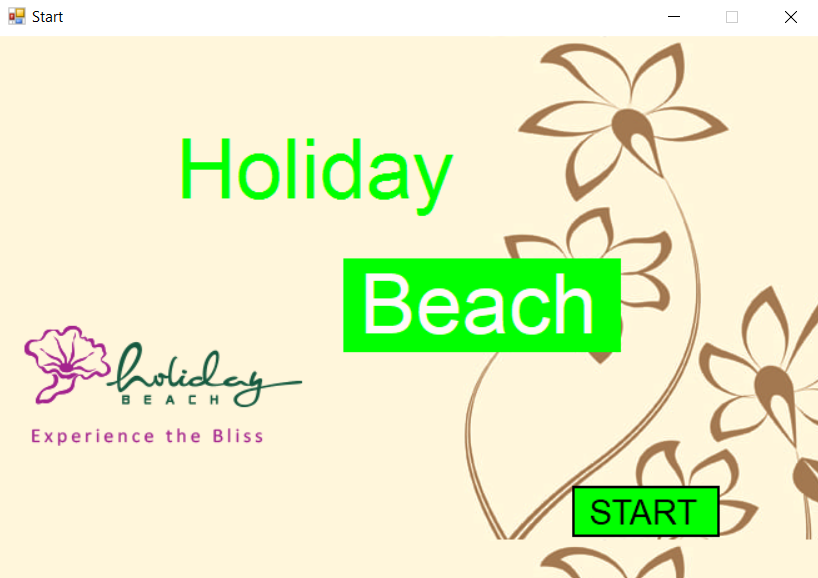 Start
Holiday
Beach
holiday
BEACH
Experience the Bliss
START